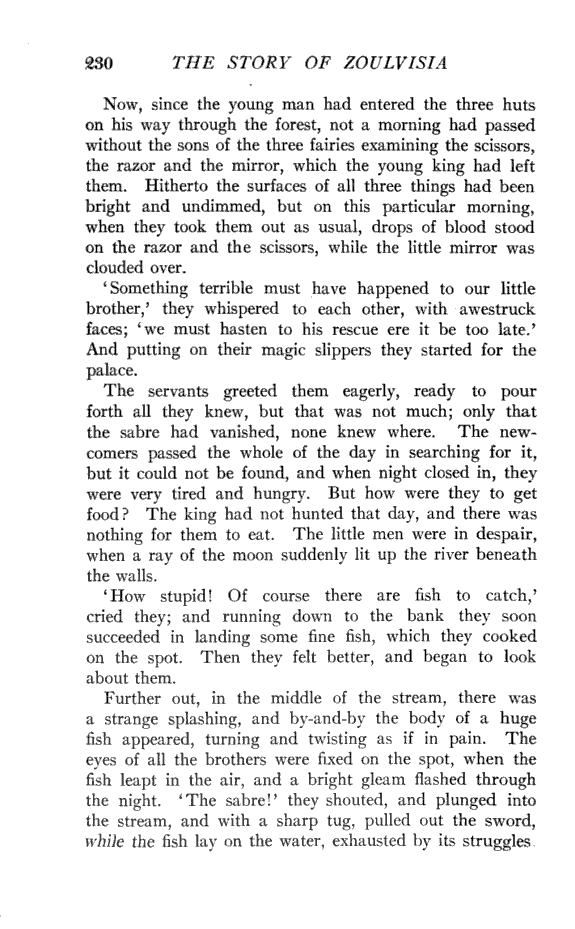 230 THE STORY OF ZOULVISIA
Now, since the young man had entered the three huts
on his way through the forest, not a morning had passed
without the sons of the three fairies examining the scissors,
the razor and the mirror, which the young king had left
them. Hitherto the surfaces of all three things had been
bright and undimmed, but on this particular morning,
when they took them out as usual, drops of blood stood
on the razor and the scissors, while the little mirror was
clouded over.
‘Something terrible must have happened to our little
brother,’ they whispered to each other, with awestruck
faces; ‘we must hasten to his rescue ere it be too late.’
And putting on their magic slippers they started for the
palace.
The servants greeted them eagerly, ready to pour
forth all they knew, but that was not much; only that
the sabre had vanished, none knew where. The new-
comers passed the whole of the day in searching for it,
but it could not be found, and when night closed in, they
were very tired and hungry. But how were they to get
food? The king had not hunted that day, and there was
nothing for them to eat. The little men were in despair,
when a ray of the moon suddenly lit up the river beneath
the walls.
‘How stupid! Of course there are fish to catch,’
cried they; and running down to the bank they soon
succeeded in landing some fine fish, which they cooked
on the spot. Then they felt better, and began to look
about them.
Further out, in the middle of the stream, there was
a strange splashing, and by-and-by the body of a huge
fish appeared, turning and twisting as if in pain. The
eyes of all the brothers were fixed on the spot, when the
fish leapt in the air, and a bright gleam flashed through
the night. ‘The sabre!’ they shouted, and plunged into
the stream, and with a sharp tug, pulled out the sword,
while the fish lay on the water, exhausted by its struggles.